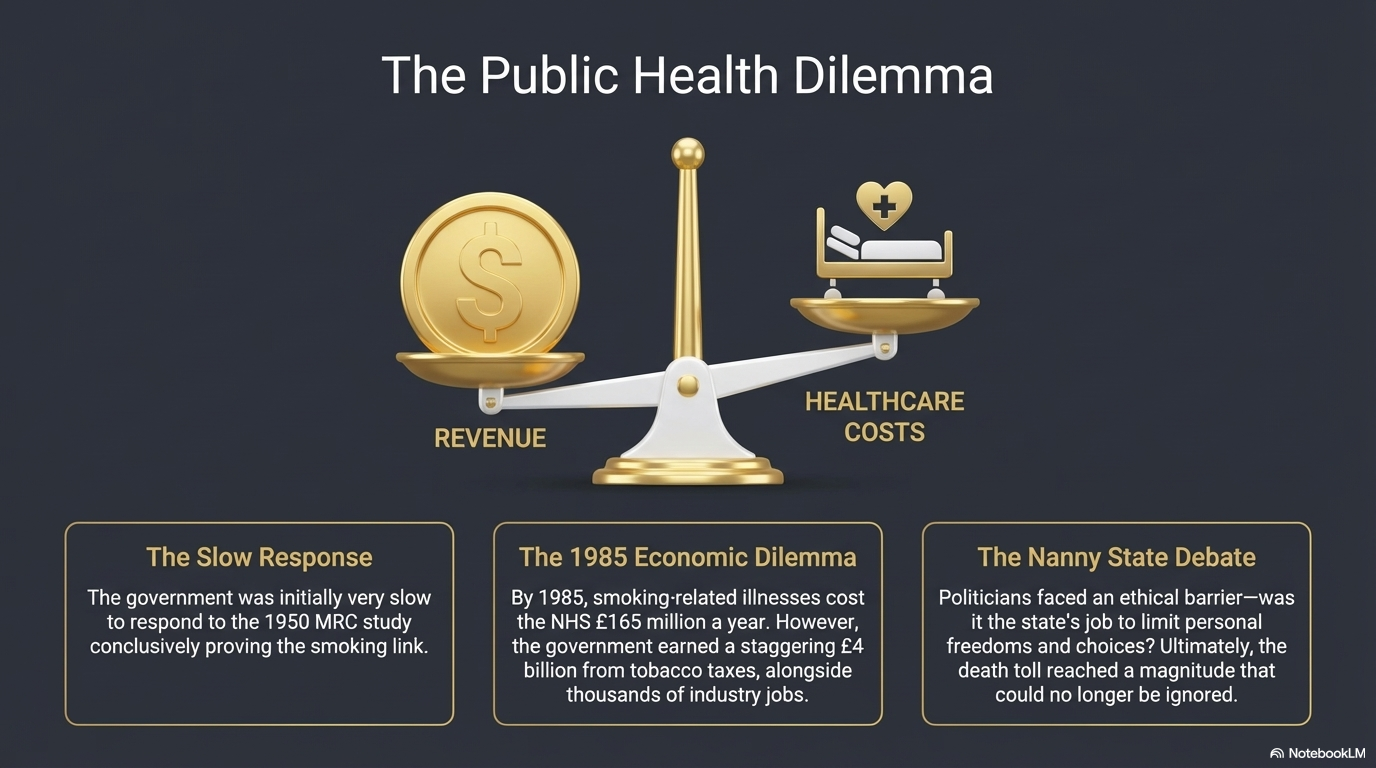 The Public Health Dilemma
$
REVENUE
HEALTHCARE
COSTS
The Slow Response
The government was initially very slow
to respond to the 1950 MRC study
conclusively proving the smoking link.
The 1985 Economic Dilemma
By 1985, smoking-related illnesses cost
the NHS £165 million a year. However,
the government earned a staggering £4
billion from tobacco taxes, alongside
thousands of industry jobs.
The Nanny State Debate
Politicians faced an ethical barrier—was
it the state's job to limit personal
freedoms and choices? Ultimately, the
death toll reached a magnitude that
could no longer be ignored.
NotebookLM